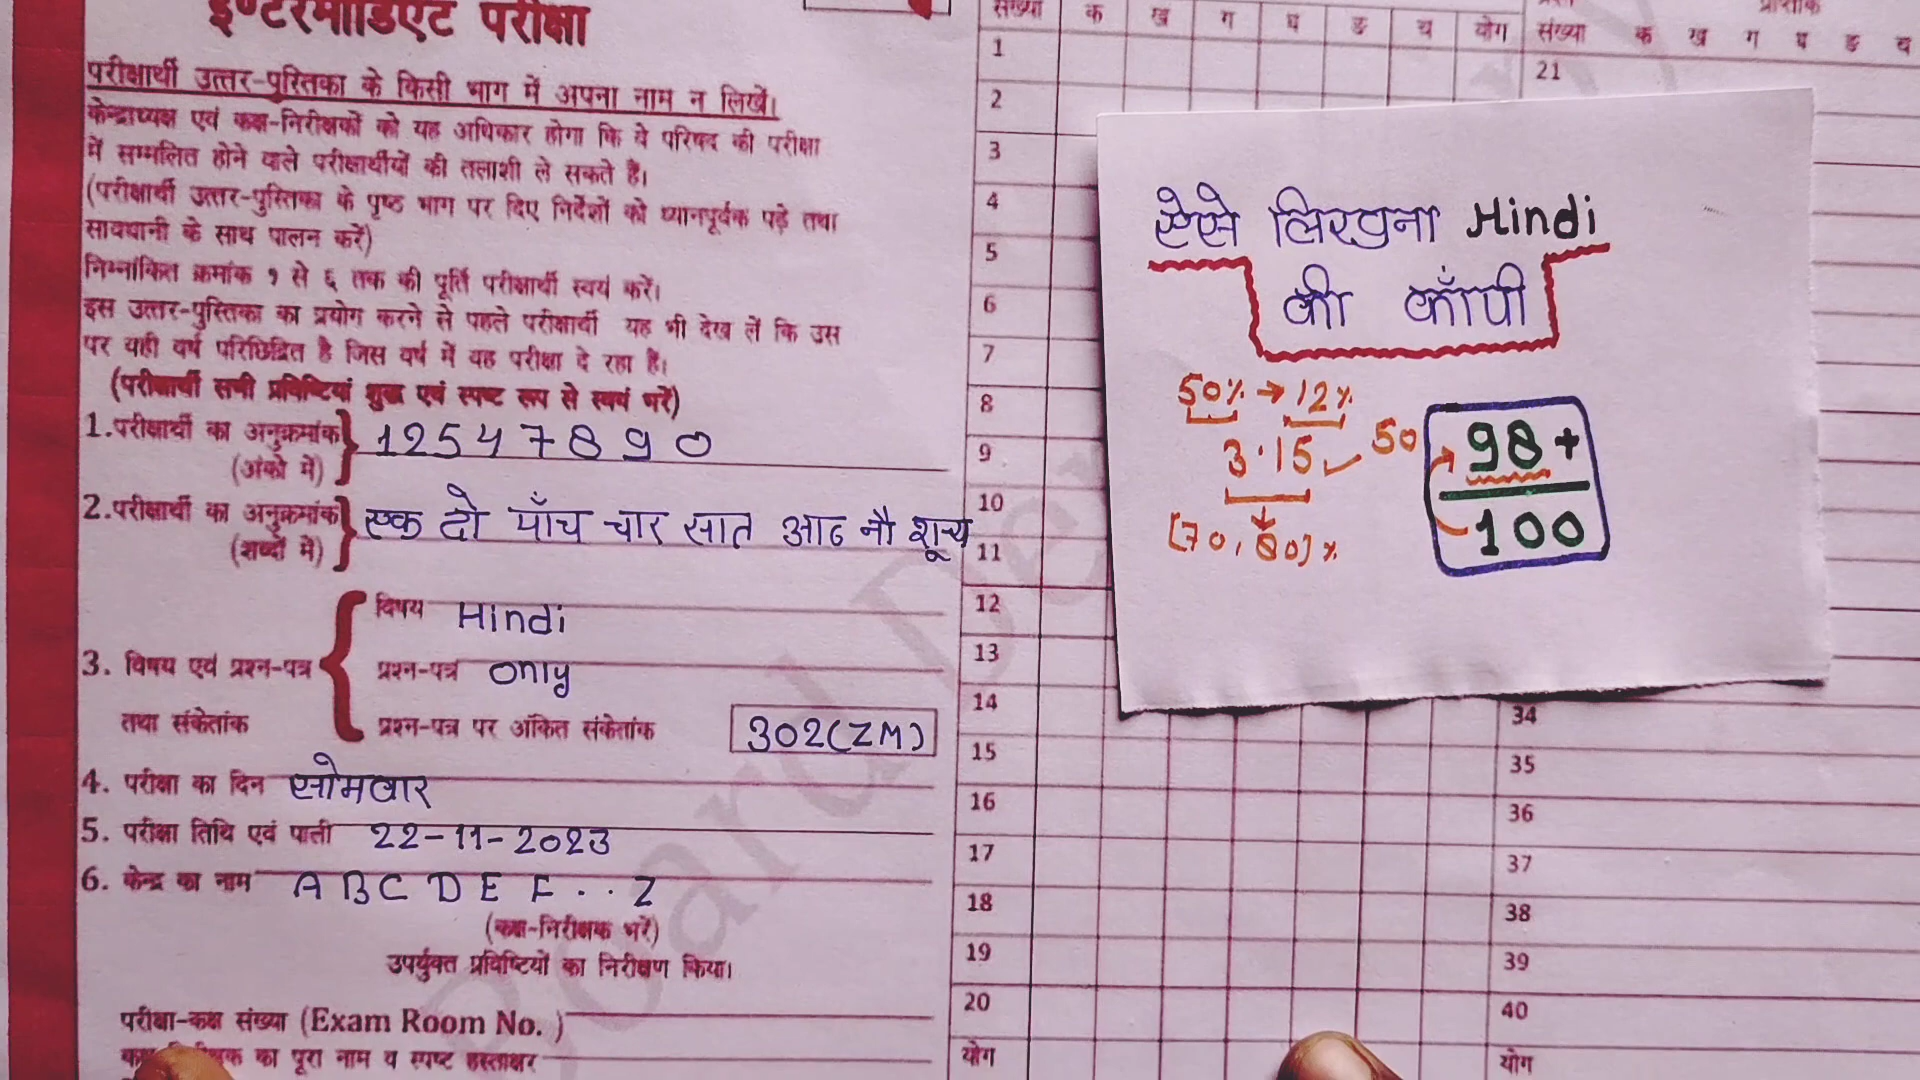 इण्टरमीडिएट परीक्षा
परीक्षार्थी उत्तर-पुस्तिका के किसी भाग में अपना नाम न लिखें।
केन्द्राध्यक्ष एवं कक्ष-निरीक्षकों को यह अधिकार होगा कि वे परिषद की परीक्षा
में सम्मलित होने वाले परीक्षार्थीयों की तलाशी ले सकते है।
(परीक्षार्थी उत्तर-पुस्तिका के पृष्ठ भाग पर दिए निर्देशों को ध्यानपूर्वक पढ़े तथा
सावधानी के साथ पालन करें)
निम्नांकित क्रमांक १ से ६ तक की पूर्ति परीक्षार्थी स्वयं करें।
इस उत्तर-पुस्तिका का प्रयोग करने से पहले परीक्षार्थी यह भी देख लें कि उस
पर वही वर्ष परिछिद्रित है जिस वर्ष में वह परीक्षा दे रहा है।
(परीक्षार्थी सभी प्रविष्टियां शुद्ध एवं स्पष्ट रूप से स्वयं भरें)
1.परीक्षार्थी का अनुक्रमांक 12547890
(अंको में)
2.परीक्षार्थी का अनुक्रमांक एक दो पाँच चार सात आठ नौ शून्य
(शब्दों में)
विषय Hindi
3. विषय एवं प्रश्न-पत्र प्रश्न-पत्र only
तथा संकेतांक प्रश्न-पत्र पर अंकित संकेतांक 302(ZM)
4. परीक्षा का दिन सोमवार
5. परीक्षा तिथि एवं पाली 22-11-2023
6. केन्द्र का नाम A B C D E F . . Z
(कक्ष-निरीक्षक भरें)
उपर्युक्त प्रविष्टियों का निरीक्षण किया।
परीक्षा-कक्ष संख्या (Exam Room No. )
का पूरा नाम व स्पष्ट हस्ताक्षर
संख्या क ख ग घ ङ च योग
1
2
3
4
5
6
7
8
9
10
11
12
13
14
15
16
17
18
19
20
योग
संख्या क ख ग घ ङ च
21
34
35
36
37
38
39
40
योग
ऐसे लिखना Hindi
की कॉपी
50% → 12%
3.15 50
[70, 80] %
98+
100